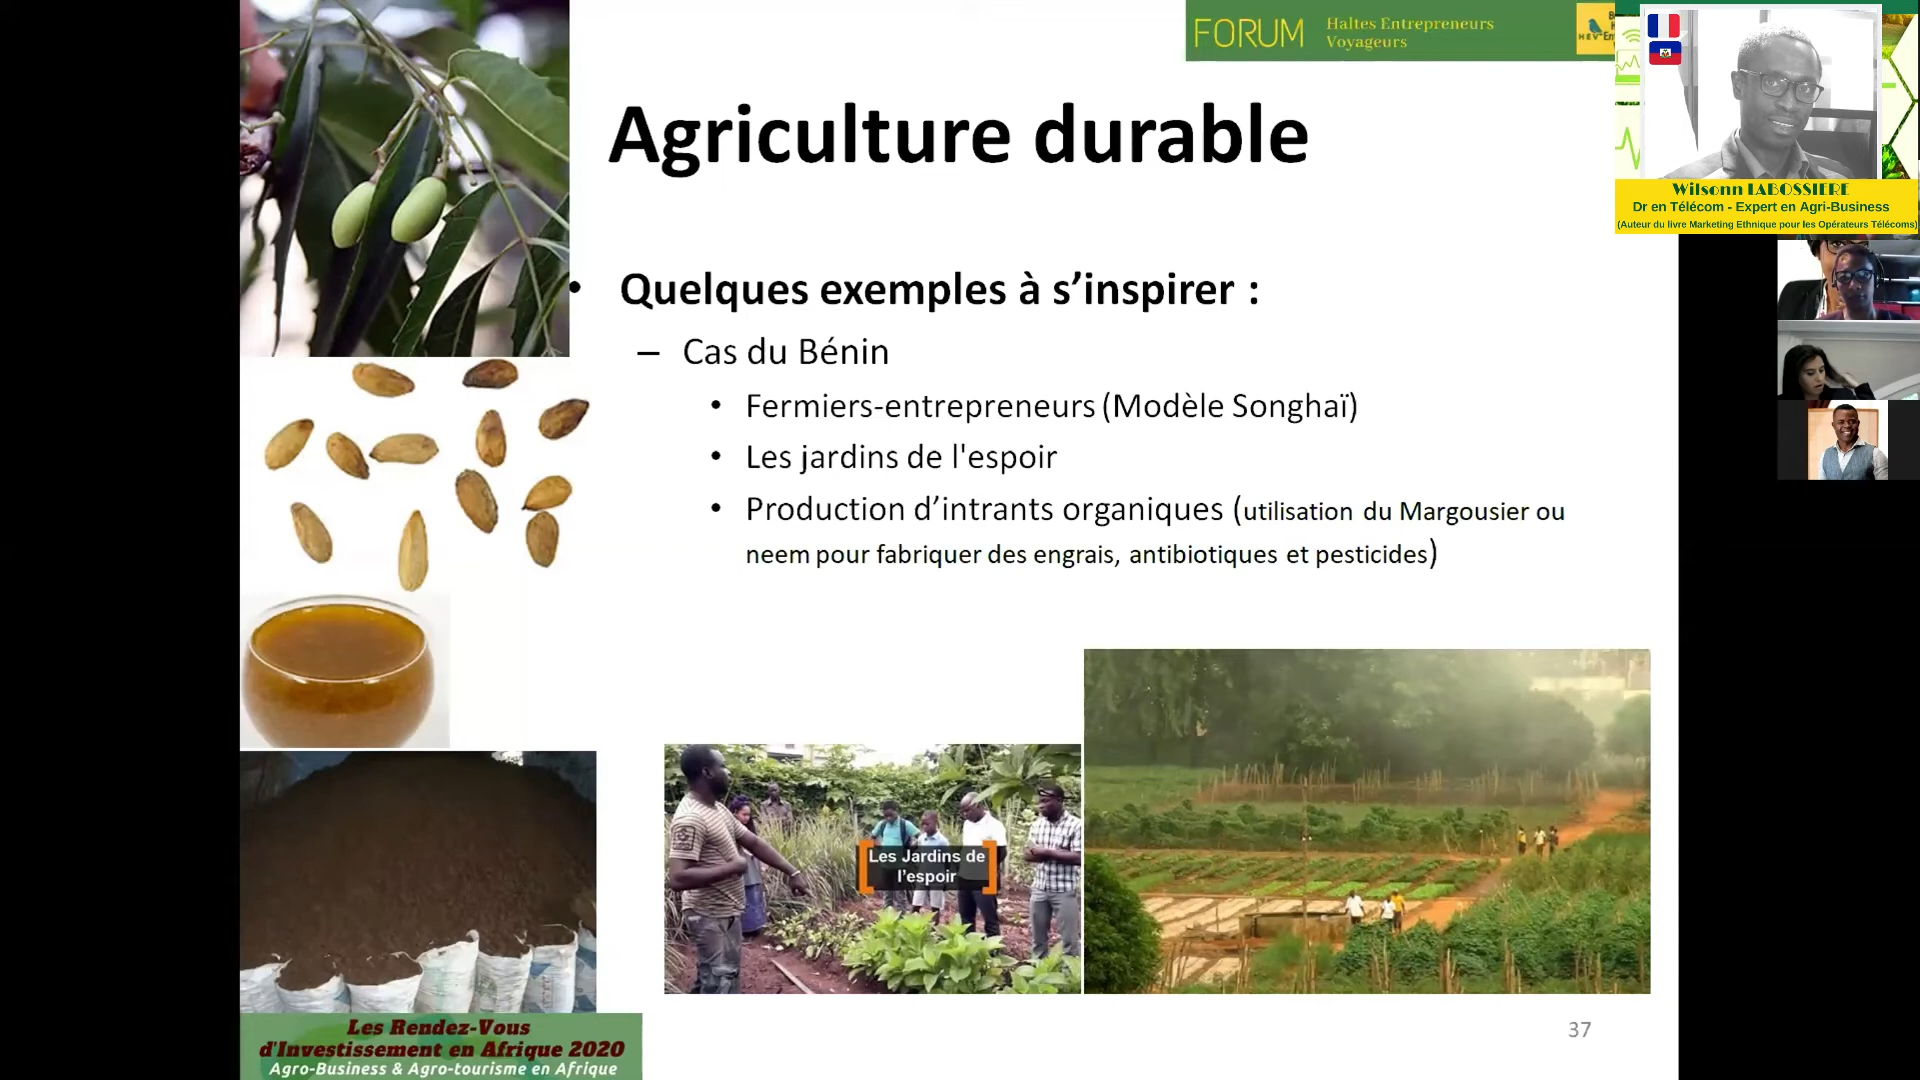 FORUM
Haltes Entrepreneurs
Voyageurs
Agriculture durable
• Quelques exemples à s’inspirer :
– Cas du Bénin
• Fermiers-entrepreneurs (Modèle Songhaï)
• Les jardins de l'espoir
• Production d’intrants organiques (utilisation du Margousier ou
neem pour fabriquer des engrais, antibiotiques et pesticides)
Les Jardins de
l’espoir
37
Les Rendez-Vous
d'Investissement en Afrique 2020
Agro-Business & Agro-tourisme en Afrique
Wilsonn LABOSSIERE
Dr en Télécom - Expert en Agri-Business
(Auteur du livre Marketing Ethnique pour les Opérateurs Télécoms)